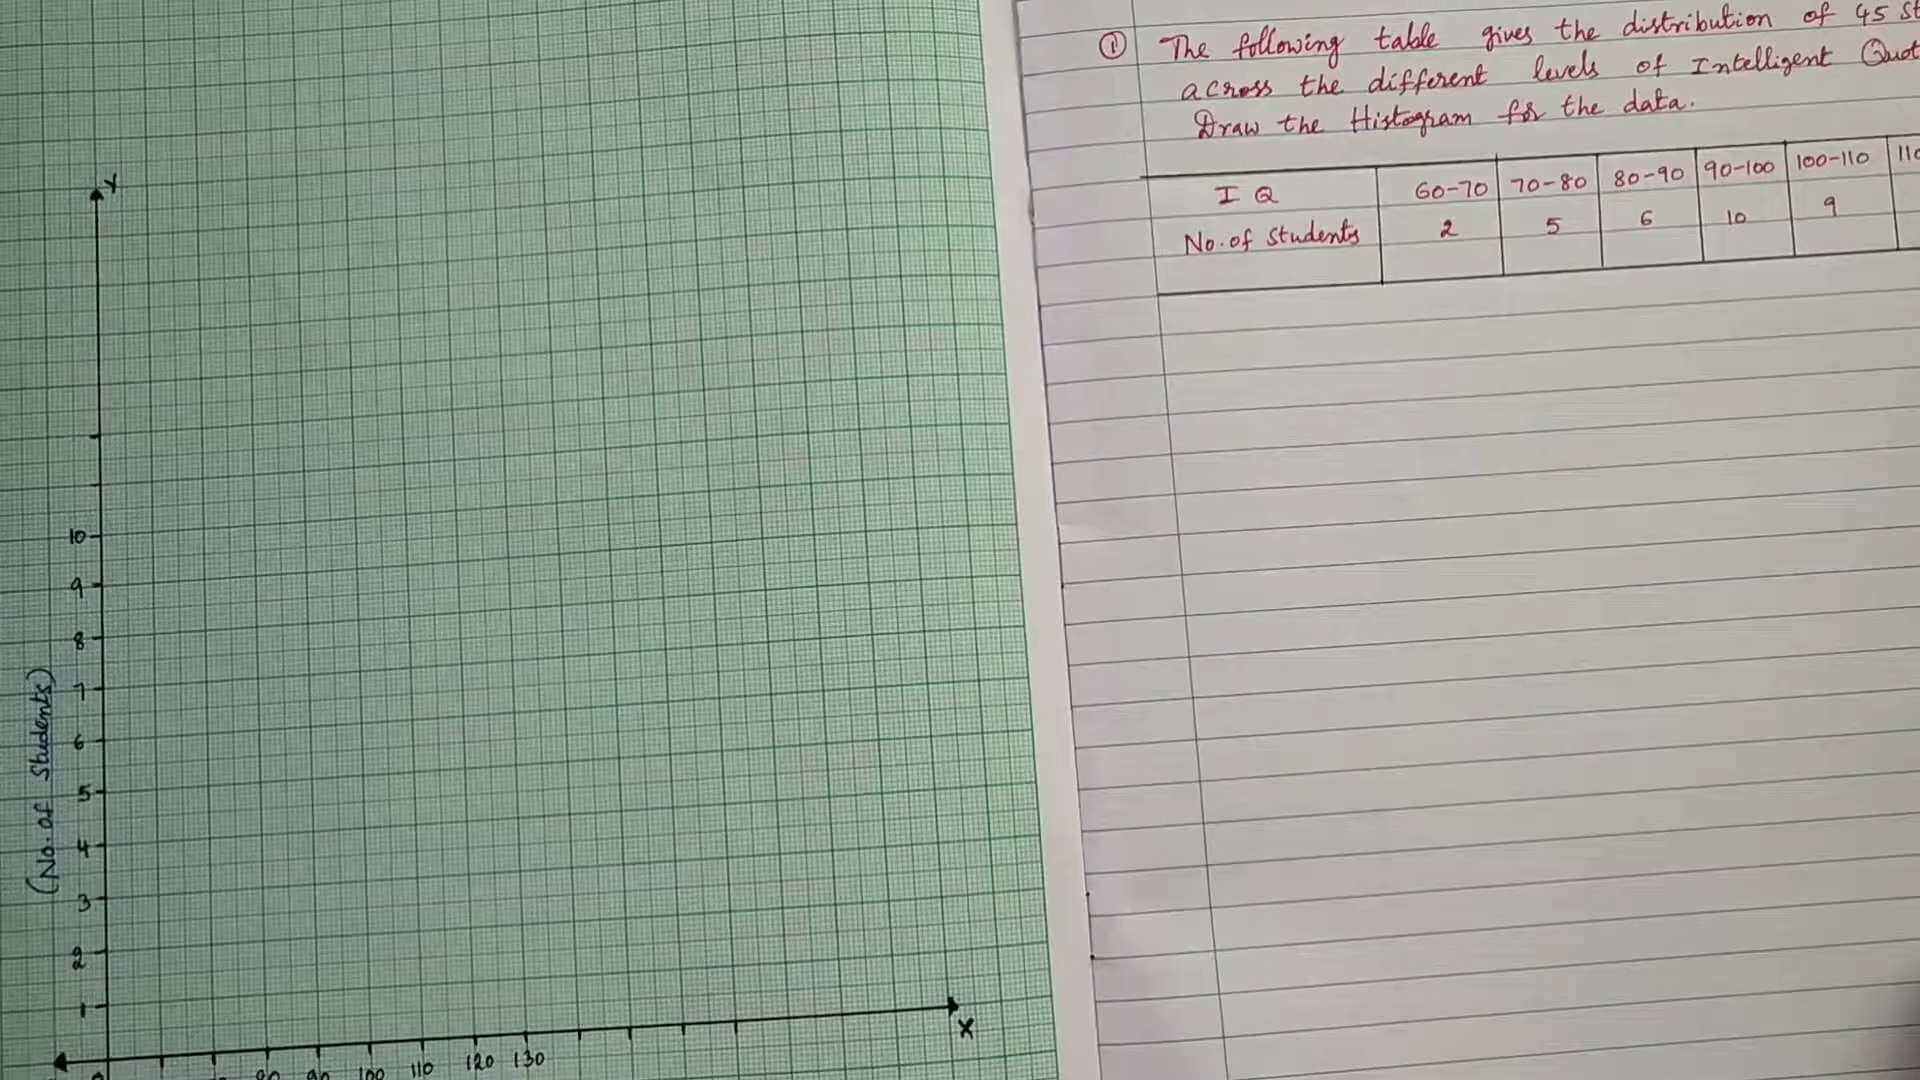 Y
10
9
8
7
6
5
4
3
2
1
(No. of Students)
100 110 120 130
X
① The following table gives the distribution of 45
across the different levels of Intelligent
Draw the Histogram for the data.
I Q 60-70 70-80 80-90 90-100 100-110
No. of Students 2 5 6 10 9